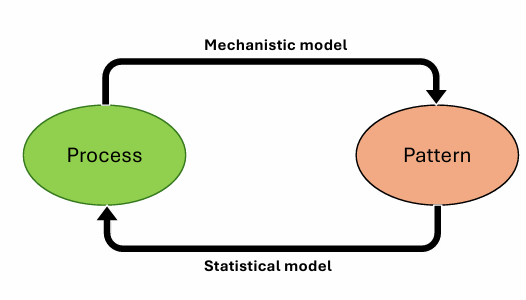 Mechanistic model
Process
Pattern
Statistical model